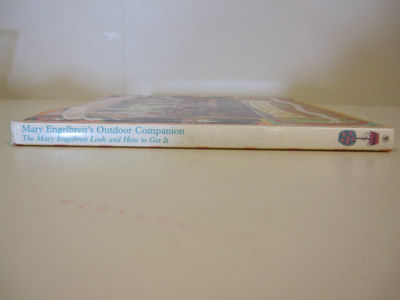 Mary Engelbreit's Outdoor Companion
The Mary Engelbreit Look and How to Get It